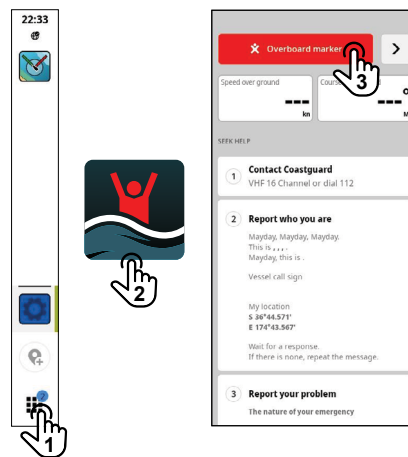 22:33
Overboard marker
Speed over ground
---
kn
---
°
M
SEEK HELP
1
Contact Coastguard
VHF 16 Channel or dial 112
2
Report who you are
Mayday, Mayday, Mayday.
This is , , , .
Mayday, this is .
Vessel call sign
My location
S 36°44.571'
E 174°43.567'
Wait for a response.
If there is none, repeat the message.
3
Report your problem
The nature of your emergency
1
2
3